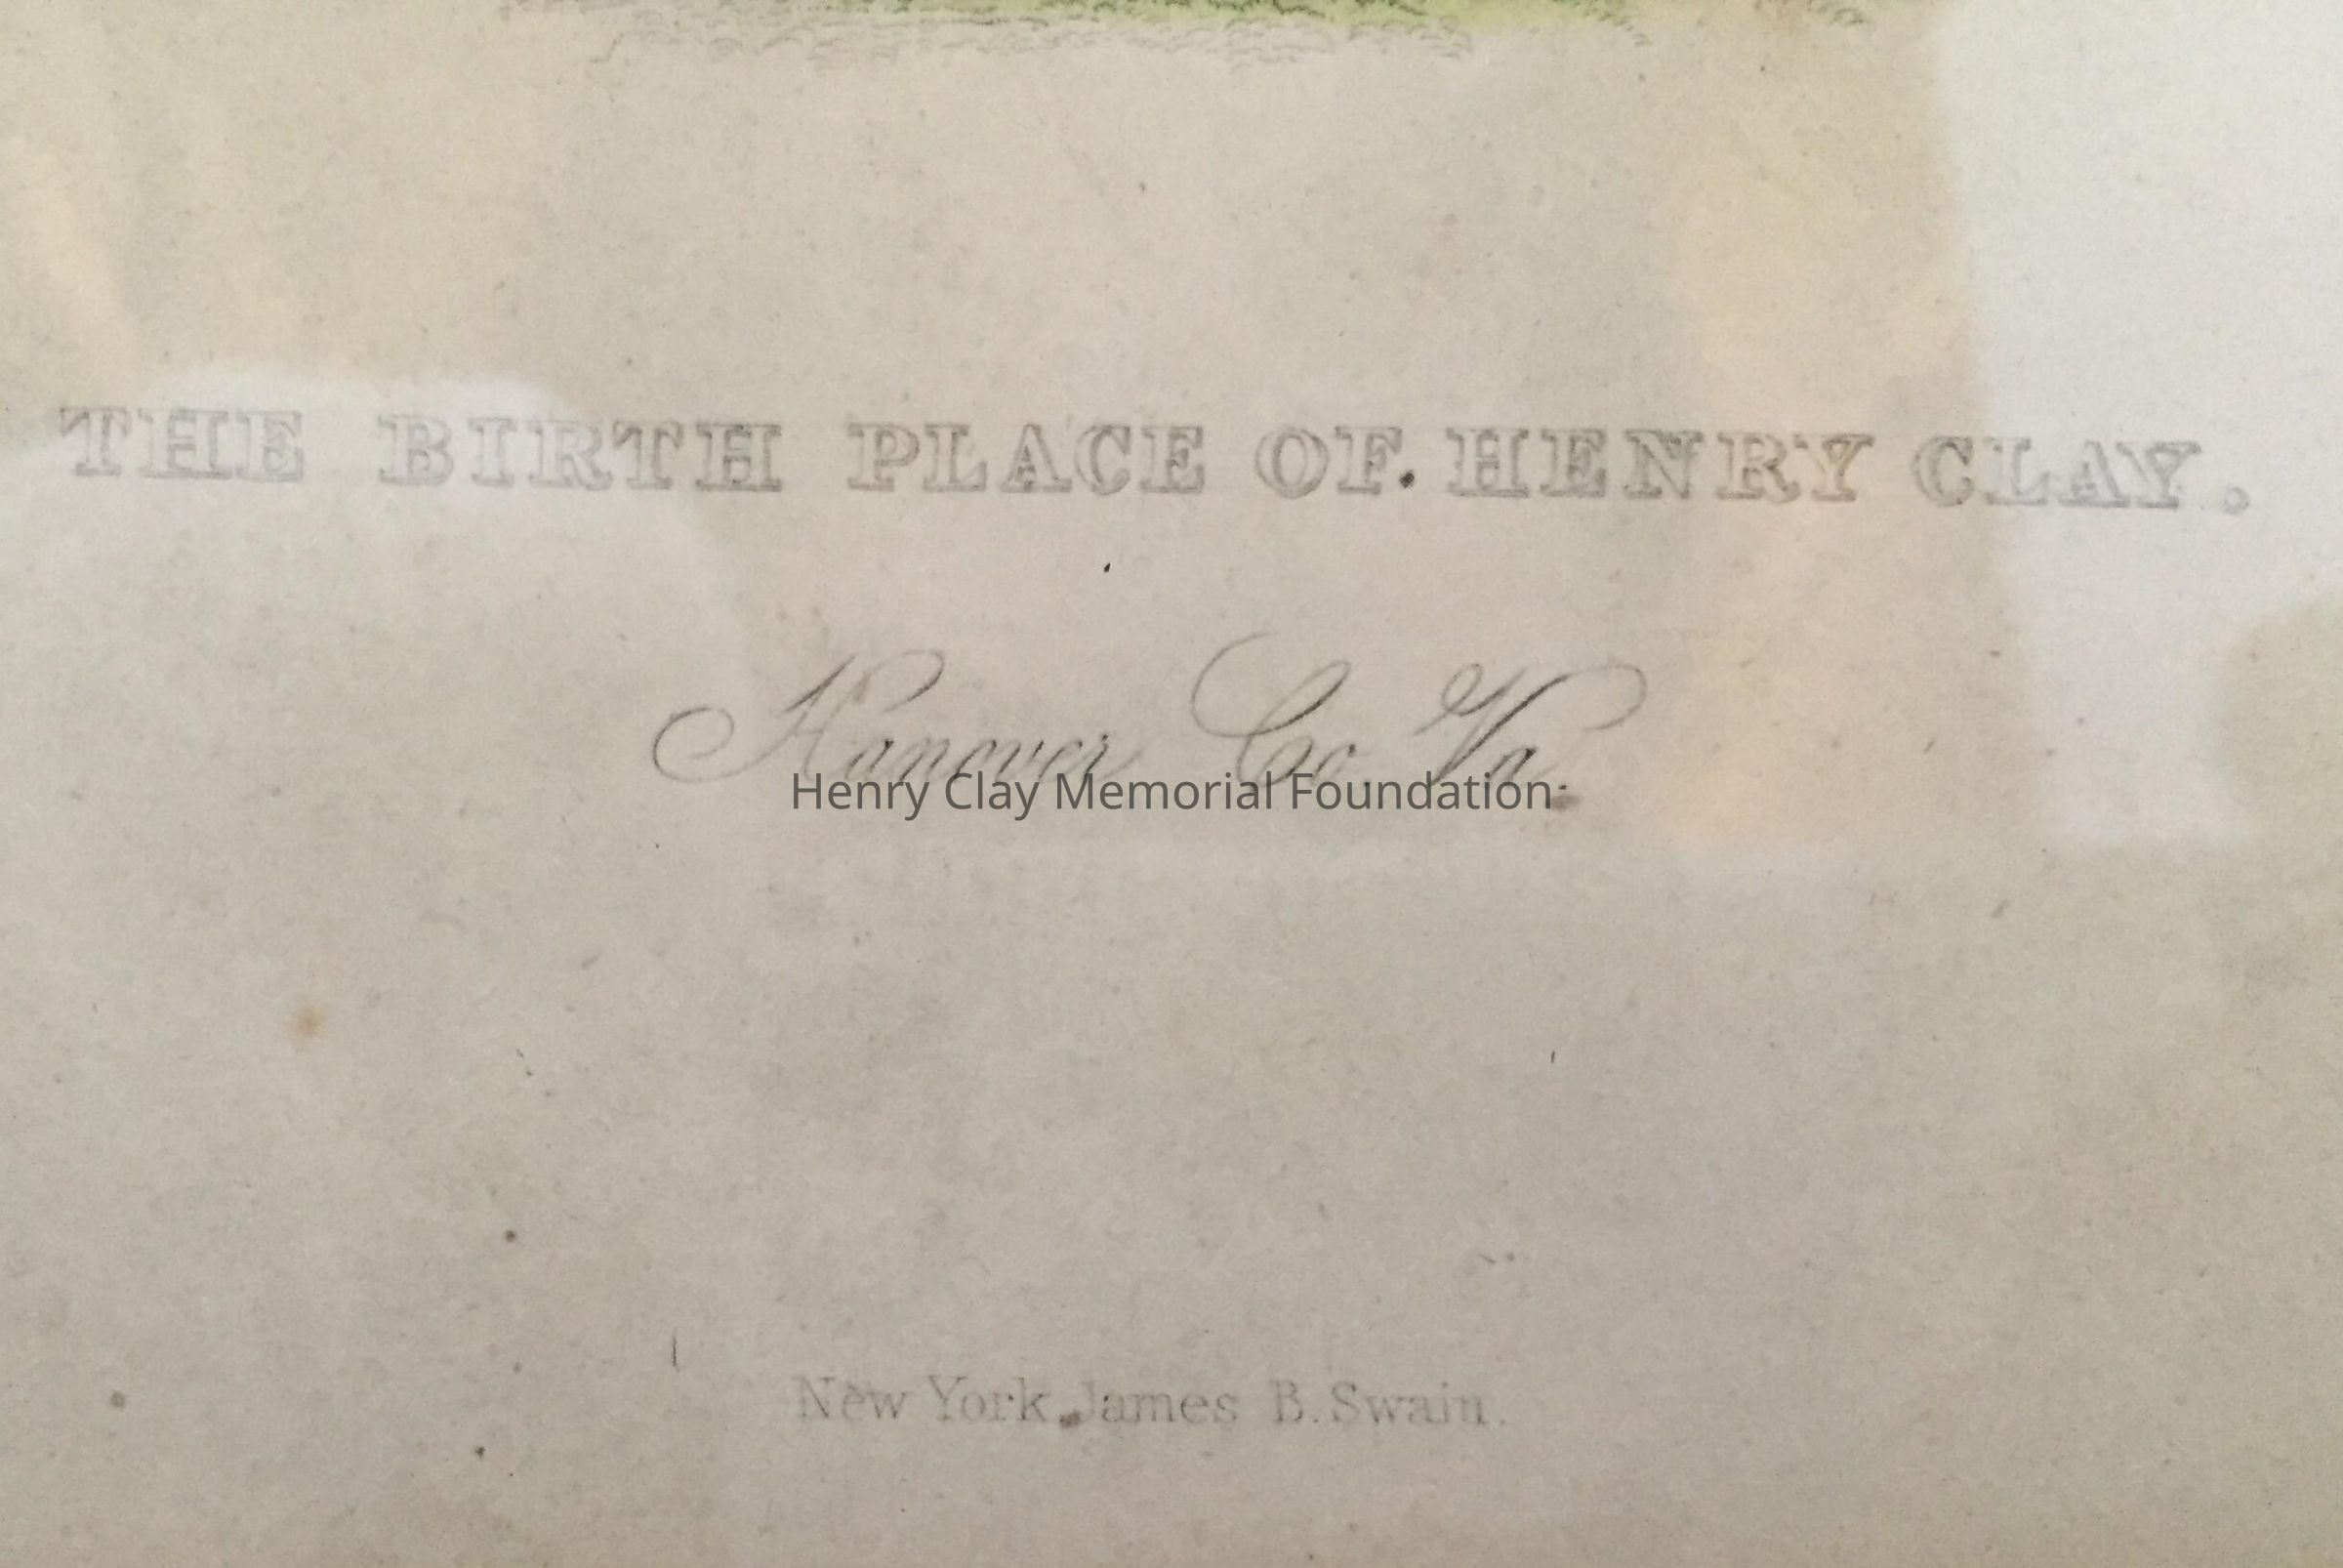 THE BIRTH PLACE OF. HENRY CLAY.
Hanover Co Va
Henry Clay Memorial Foundation
New York, James B. Swain.